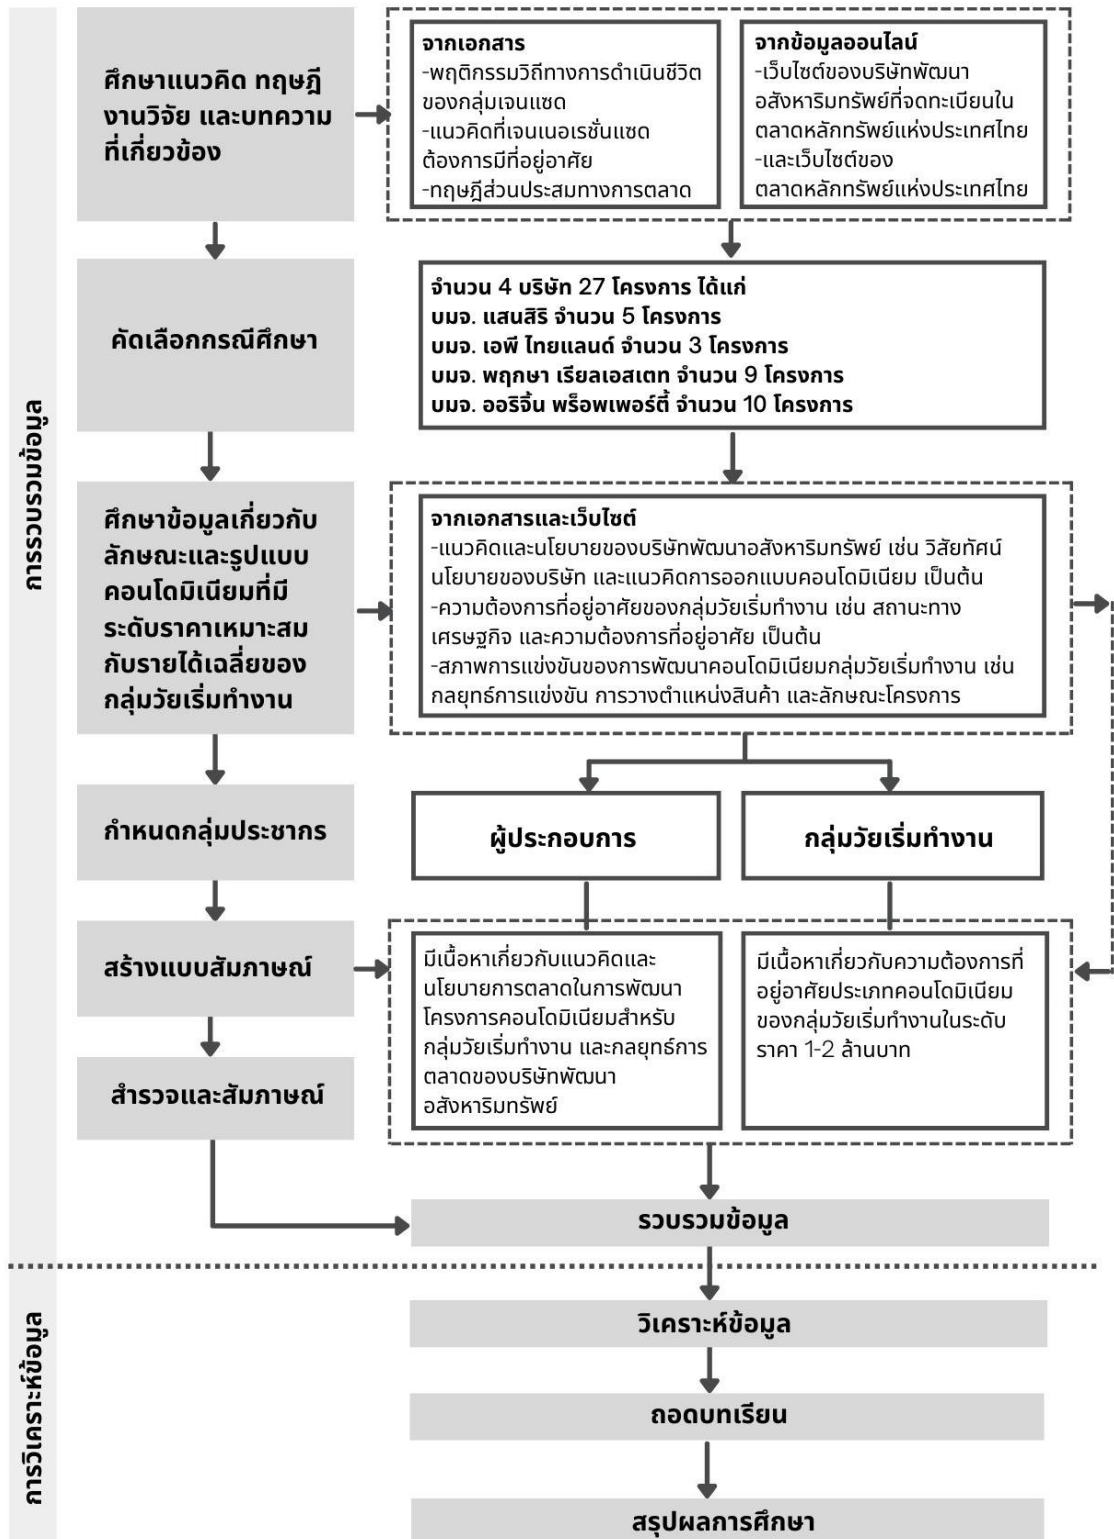 การรวบรวมข้อมูล
ศึกษาแนวคิด ทฤษฎี
งานวิจัย และบทความ
ที่เกี่ยวข้อง
จากเอกสาร
-พฤติกรรมวิถีทางการดำเนินชีวิต
ของกลุ่มเจนแซด
-แนวคิดที่เจนเนอเรชั่นแซด
ต้องการมีที่อยู่อาศัย
-ทฤษฎีส่วนประสมทางการตลาด
จากข้อมูลออนไลน์
-เว็บไซต์ของบริษัทพัฒนา
อสังหาริมทรัพย์ที่จดทะเบียนใน
ตลาดหลักทรัพย์แห่งประเทศไทย
-และเว็บไซต์ของ
ตลาดหลักทรัพย์แห่งประเทศไทย
คัดเลือกกรณีศึกษา
จำนวน 4 บริษัท 27 โครงการ ได้แก่
บมจ. แสนสิริ จำนวน 5 โครงการ
บมจ. เอพี ไทยแลนด์ จำนวน 3 โครงการ
บมจ. พฤกษา เรียลเอสเตท จำนวน 9 โครงการ
บมจ. ออริจิ้น พร็อพเพอร์ตี้ จำนวน 10 โครงการ
ศึกษาข้อมูลเกี่ยวกับ
ลักษณะและรูปแบบ
คอนโดมิเนียมที่มี
ระดับราคาเหมาะสม
กับรายได้เฉลี่ยของ
กลุ่มวัยเริ่มทำงาน
จากเอกสารและเว็บไซต์
-แนวคิดและนโยบายของบริษัทพัฒนาอสังหาริมทรัพย์ เช่น วิสัยทัศน์
นโยบายของบริษัท และแนวคิดการออกแบบคอนโดมิเนียม เป็นต้น
-ความต้องการที่อยู่อาศัยของกลุ่มวัยเริ่มทำงาน เช่น สถานะทาง
เศรษฐกิจ และความต้องการที่อยู่อาศัย เป็นต้น
-สภาพการแข่งขันของการพัฒนาคอนโดมิเนียมกลุ่มวัยเริ่มทำงาน เช่น
กลยุทธ์การแข่งขัน การวางตำแหน่งสินค้า และลักษณะโครงการ
กำหนดกลุ่มประชากร
ผู้ประกอบการ
กลุ่มวัยเริ่มทำงาน
สร้างแบบสัมภาษณ์
มีเนื้อหาเกี่ยวกับแนวคิดและ
นโยบายการตลาดในการพัฒนา
โครงการคอนโดมิเนียมสำหรับ
กลุ่มวัยเริ่มทำงาน และกลยุทธ์การ
ตลาดของบริษัทพัฒนา
อสังหาริมทรัพย์
มีเนื้อหาเกี่ยวกับความต้องการที่
อยู่อาศัยประเภทคอนโดมิเนียม
ของกลุ่มวัยเริ่มทำงานในระดับ
ราคา 1-2 ล้านบาท
สำรวจและสัมภาษณ์
รวบรวมข้อมูล
การวิเคราะห์ข้อมูล
วิเคราะห์ข้อมูล
ถอดบทเรียน
สรุปผลการศึกษา